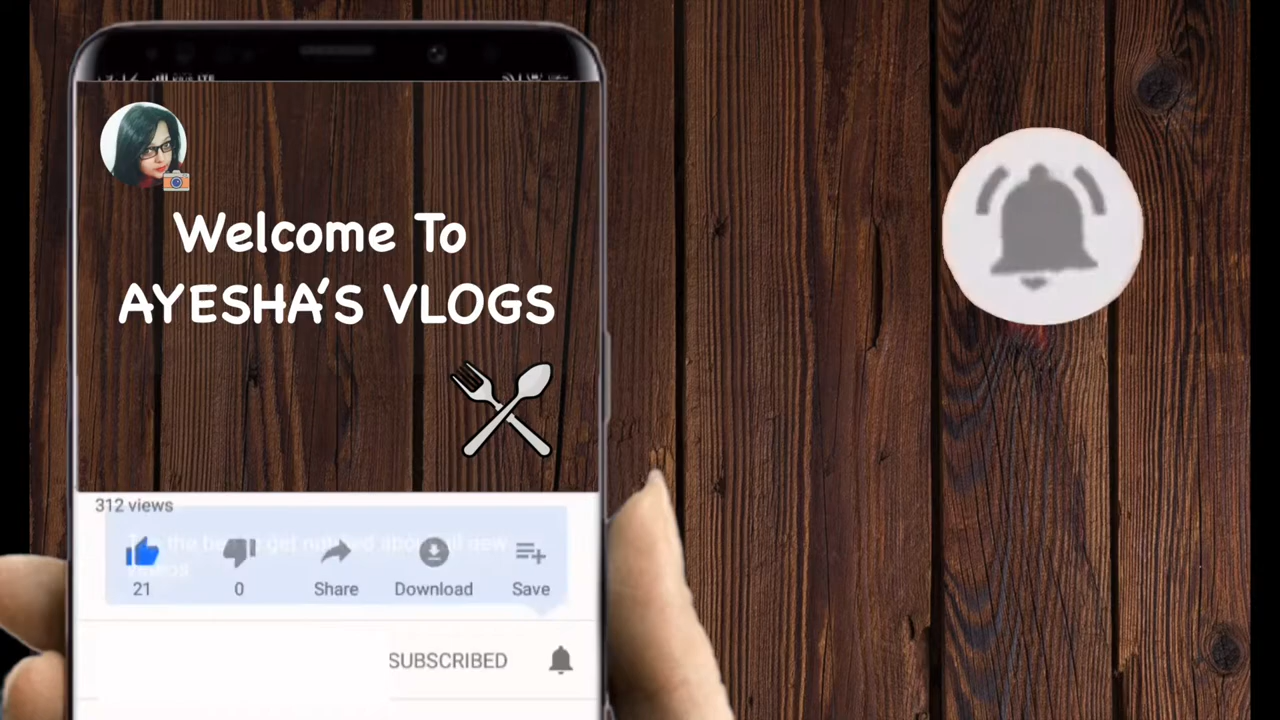 Welcome To
AYESHA'S VLOGS
312 views
21
0
Share
Download
Save
SUBSCRIBED